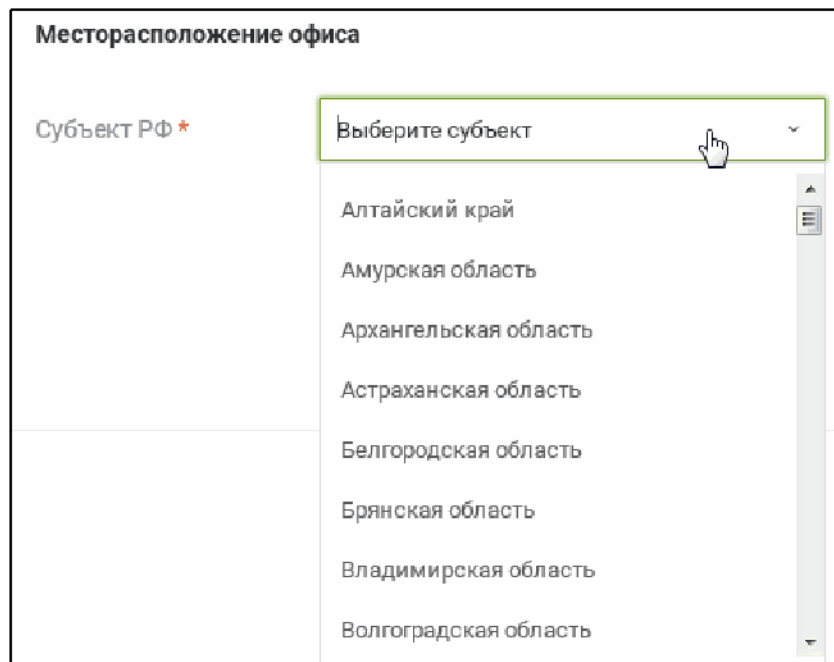 Месторасположение офиса
Субъект РФ * Выберите субъект
Алтайский край
Амурская область
Архангельская область
Астраханская область
Белгородская область
Брянская область
Владимирская область
Волгоградская область